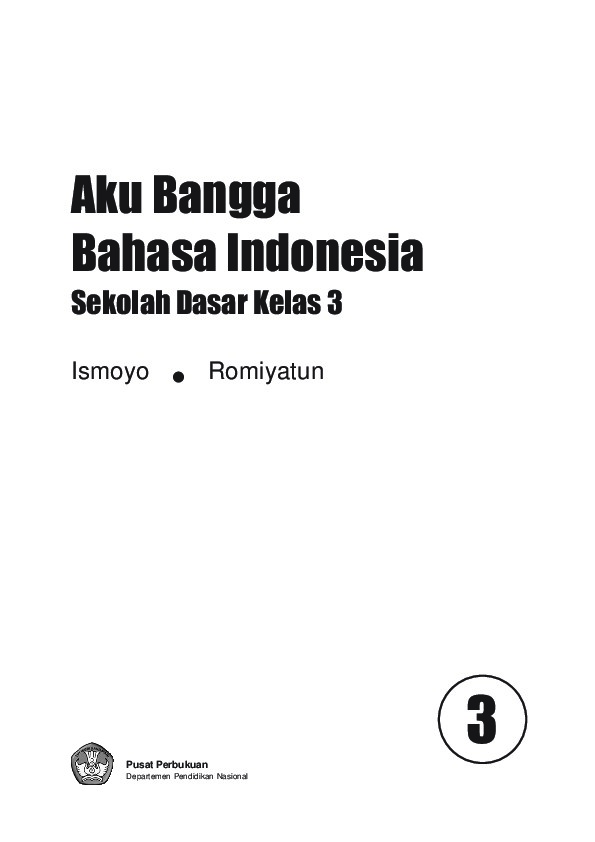 Aku Bangga
Bahasa Indonesia
Sekolah Dasar Kelas 3
Ismoyo ● Romiyatun
3
Pusat Perbukuan
Departemen Pendidikan Nasional